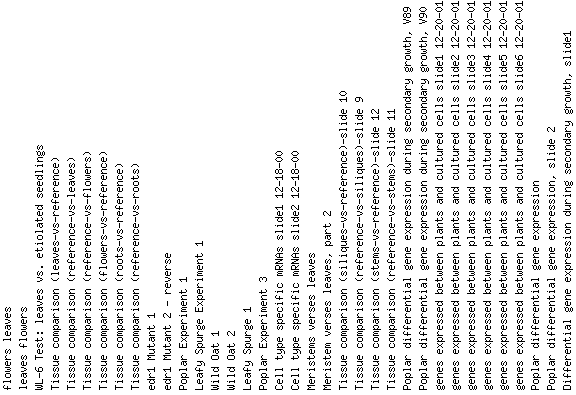 flowers leaves
leaves flowers
WL-6 Test: leaves vs. etiolated seedlings
Tissue comparison (leaves-vs-reference)
Tissue comparison (reference-vs-leaves)
Tissue comparison (reference-vs-flowers)
Tissue comparison (flowers-vs-reference)
Tissue comparison (roots-vs-reference)
Tissue comparison (reference-vs-roots)
edr1 Mutant 1
edr1 Mutant 2 - reverse
Poplar Experiment 1
Leafy Spurge Experiment 1
Wild Oat 1
Wild Oat 2
Leafy Spurge 1
Poplar Experiment 3
Cell type specific mRNAs slide1 12-18-00
Cell type specific mRNAs slide2 12-18-00
Meristems verses leaves
Meristem verses leaves, part 2
Tissue comparison (siliques-vs-reference)-slide 10
Tissue comparison (reference-vs-siliques)-slide 9
Tissue comparison (stems-vs-reference)-slide 12
Tissue comparison (reference-vs-stems)-slide 11
Poplar differential gene expression during secondary growth, V89
Poplar differential gene expression during secondary growth, V90
genes expressed between plants and cultured cells slide1 12-20-01
genes expressed between plants and cultured cells slide2 12-20-01
genes expressed between plants and cultured cells slide3 12-20-01
genes expressed between plants and cultured cells slide4 12-20-01
genes expressed between plants and cultured cells slide5 12-20-01
genes expressed between plants and cultured cells slide6 12-20-01
Poplar differential gene expression
Poplar differential gene expression, slide 2
Differential gene expression during secondary growth, slide1